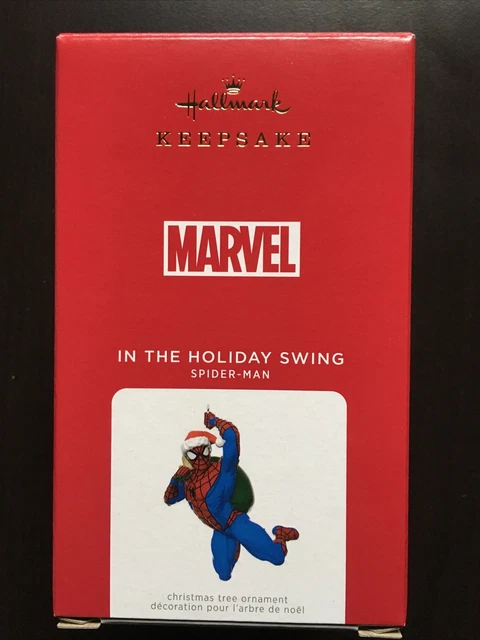 Hallmark
KEEPSAKE
MARVEL
IN THE HOLIDAY SWING
SPIDER-MAN
christmas tree ornament
décoration pour l'arbre de noël